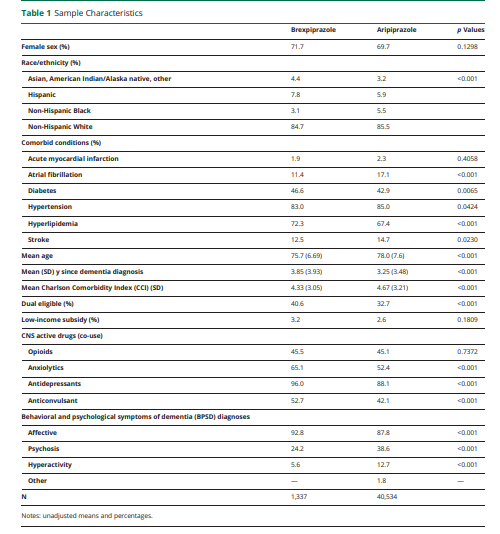 Table 1 Sample Characteristics
Brexpiprazole Aripiprazole p Values
Female sex (%) 71.7 69.7 0.1298
Race/ethnicity (%)
Asian, American Indian/Alaska native, other 4.4 3.2 <0.001
Hispanic 7.8 5.9
Non-Hispanic Black 3.1 5.5
Non-Hispanic White 84.7 85.5
Comorbid conditions (%)
Acute myocardial infarction 1.9 2.3 0.4058
Atrial fibrillation 11.4 17.1 <0.001
Diabetes 46.6 42.9 0.0065
Hypertension 83.0 85.0 0.0424
Hyperlipidemia 72.3 67.4 <0.001
Stroke 12.5 14.7 0.0230
Mean age 75.7 (6.69) 78.0 (7.6) <0.001
Mean (SD) y since dementia diagnosis 3.85 (3.93) 3.25 (3.48) <0.001
Mean Charlson Comorbidity Index (CCI) (SD) 4.33 (3.05) 4.67 (3.21) <0.001
Dual eligible (%) 40.6 32.7 <0.001
Low-income subsidy (%) 3.2 2.6 0.1809
CNS active drugs (co-use)
Opioids 45.5 45.1 0.7372
Anxiolytics 65.1 52.4 <0.001
Antidepressants 96.0 88.1 <0.001
Anticonvulsant 52.7 42.1 <0.001
Behavioral and psychological symptoms of dementia (BPSD) diagnoses
Affective 92.8 87.8 <0.001
Psychosis 24.2 38.6 <0.001
Hyperactivity 5.6 12.7 <0.001
Other — 1.8 —
N 1,337 40,534
Notes: unadjusted means and percentages.